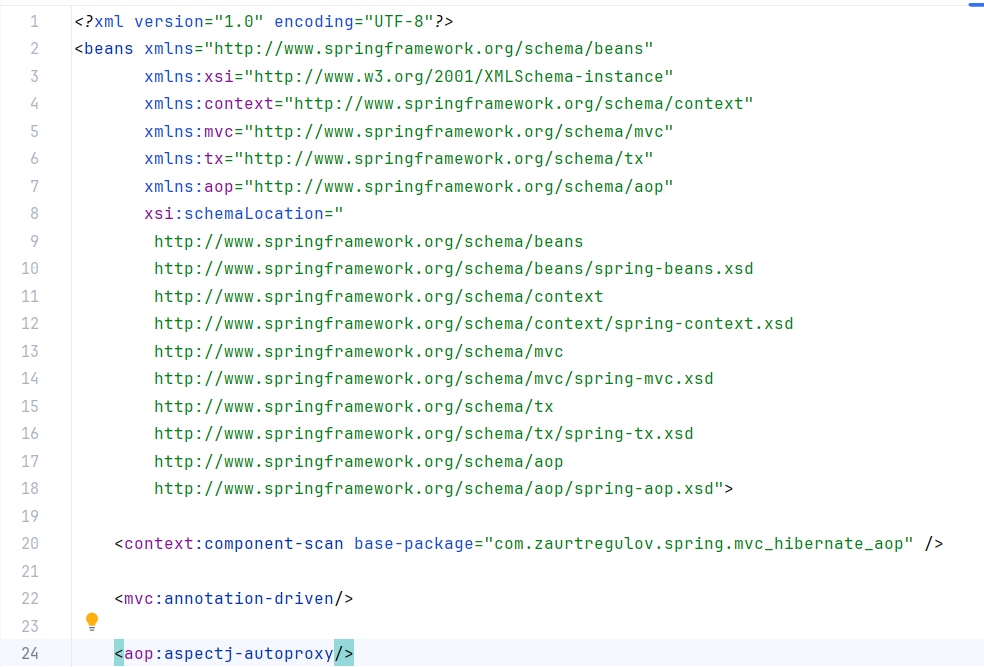 1 <?xml version="1.0" encoding="UTF-8"?>
2 <beans xmlns="http://www.springframework.org/schema/beans"
3 xmlns:xsi="http://www.w3.org/2001/XMLSchema-instance"
4 xmlns:context="http://www.springframework.org/schema/context"
5 xmlns:mvc="http://www.springframework.org/schema/mvc"
6 xmlns:tx="http://www.springframework.org/schema/tx"
7 xmlns:aop="http://www.springframework.org/schema/aop"
8 xsi:schemaLocation="
9 http://www.springframework.org/schema/beans
10 http://www.springframework.org/schema/beans/spring-beans.xsd
11 http://www.springframework.org/schema/context
12 http://www.springframework.org/schema/context/spring-context.xsd
13 http://www.springframework.org/schema/mvc
14 http://www.springframework.org/schema/mvc/spring-mvc.xsd
15 http://www.springframework.org/schema/tx
16 http://www.springframework.org/schema/tx/spring-tx.xsd
17 http://www.springframework.org/schema/aop
18 http://www.springframework.org/schema/aop/spring-aop.xsd">
19
20 <context:component-scan base-package="com.zaurtregulov.spring.mvc_hibernate_aop" />
21
22 <mvc:annotation-driven/>
23
24 <aop:aspectj-autoproxy/>